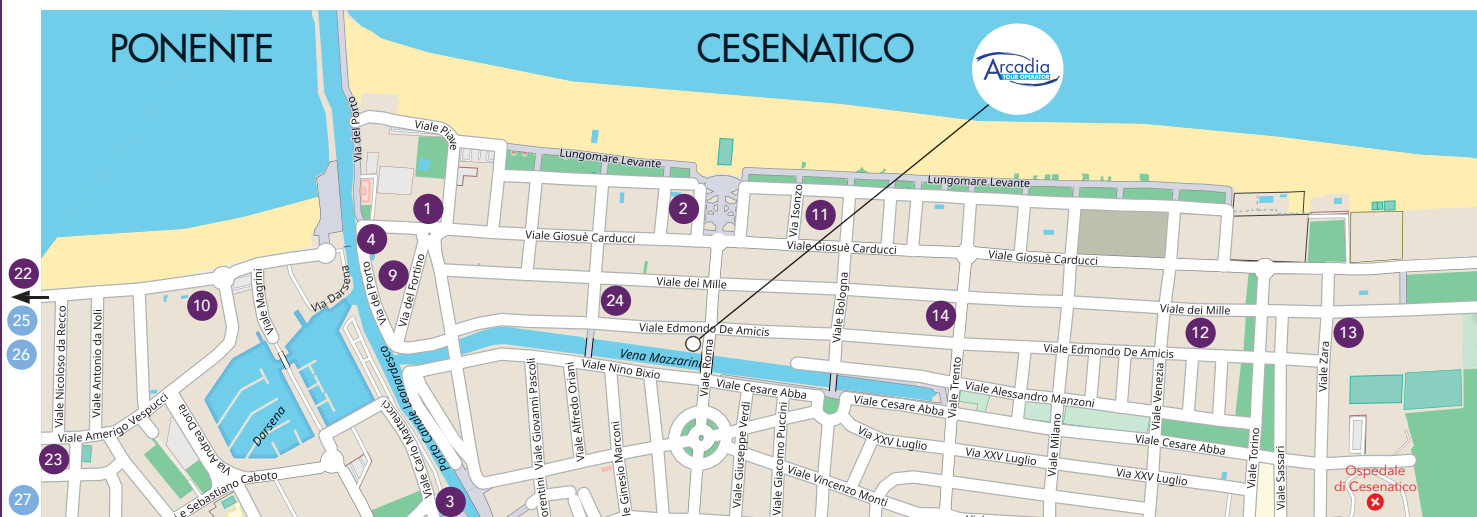 PONENTE
CESENATICO
Arcadia
TOUR OPERATOR
Via del Porto
Viale Piave
Lungomare Levante
Lungomare Levante
1
2
11
Via Isonzo
4
Viale Giosuè Carducci
Viale Giosuè Carducci
Viale Giosuè Carducci
22
9
Via del Porto
Viale del Fortino
Via Darsena
Viale Magrini
10
Viale dei Mille
Viale dei Mille
24
14
12
13
25
26
Viale Nicoloso da Recco
Viale Antonio da Noli
Viale Bologna
Viale Edmondo De Amicis
Viale Edmondo De Amicis
Vena Mazzarini
Viale Roma
Viale Nino Bixio
Viale Cesare Abba
Viale Cesare Abba
Viale Cesare Abba
Viale Trento
Viale Alessandro Manzoni
Viale Venezia
Viale Zara
Porto Canale Leonardesco
Viale Giovanni Pascoli
Viale Alfredo Oriani
le Ginesio Marconi
Viale Giuseppe Verdi
Viale Giacomo Puccini
Viale Milano
Viale Torino
Viale Sassari
Viale Amerigo Vespucci
Via Andrea Doria
Darsena
Viale Carlo Matteucci
Via XXV Luglio
Via XXV Luglio
Via XXV Luglio
Viale Vincenzo Monti
23
27
e Sebastiano Caboto
3
orentini
Ospedale
di Cesenatico